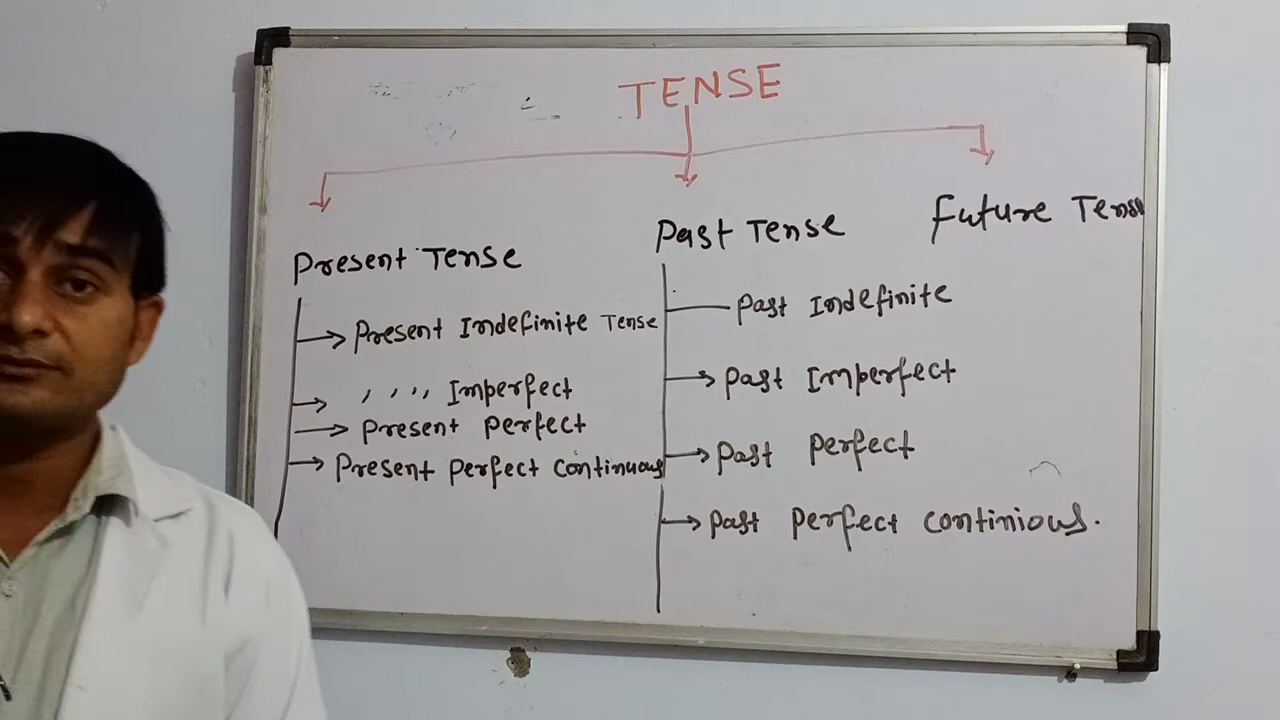 TENSE
Present Tense
Past Tense
Future Tense
Present Indefinite Tense
,, ,, Imperfect
Present Perfect
Present Perfect Continuous
Past Indefinite
Past Imperfect
Past Perfect
Past Perfect Continious.